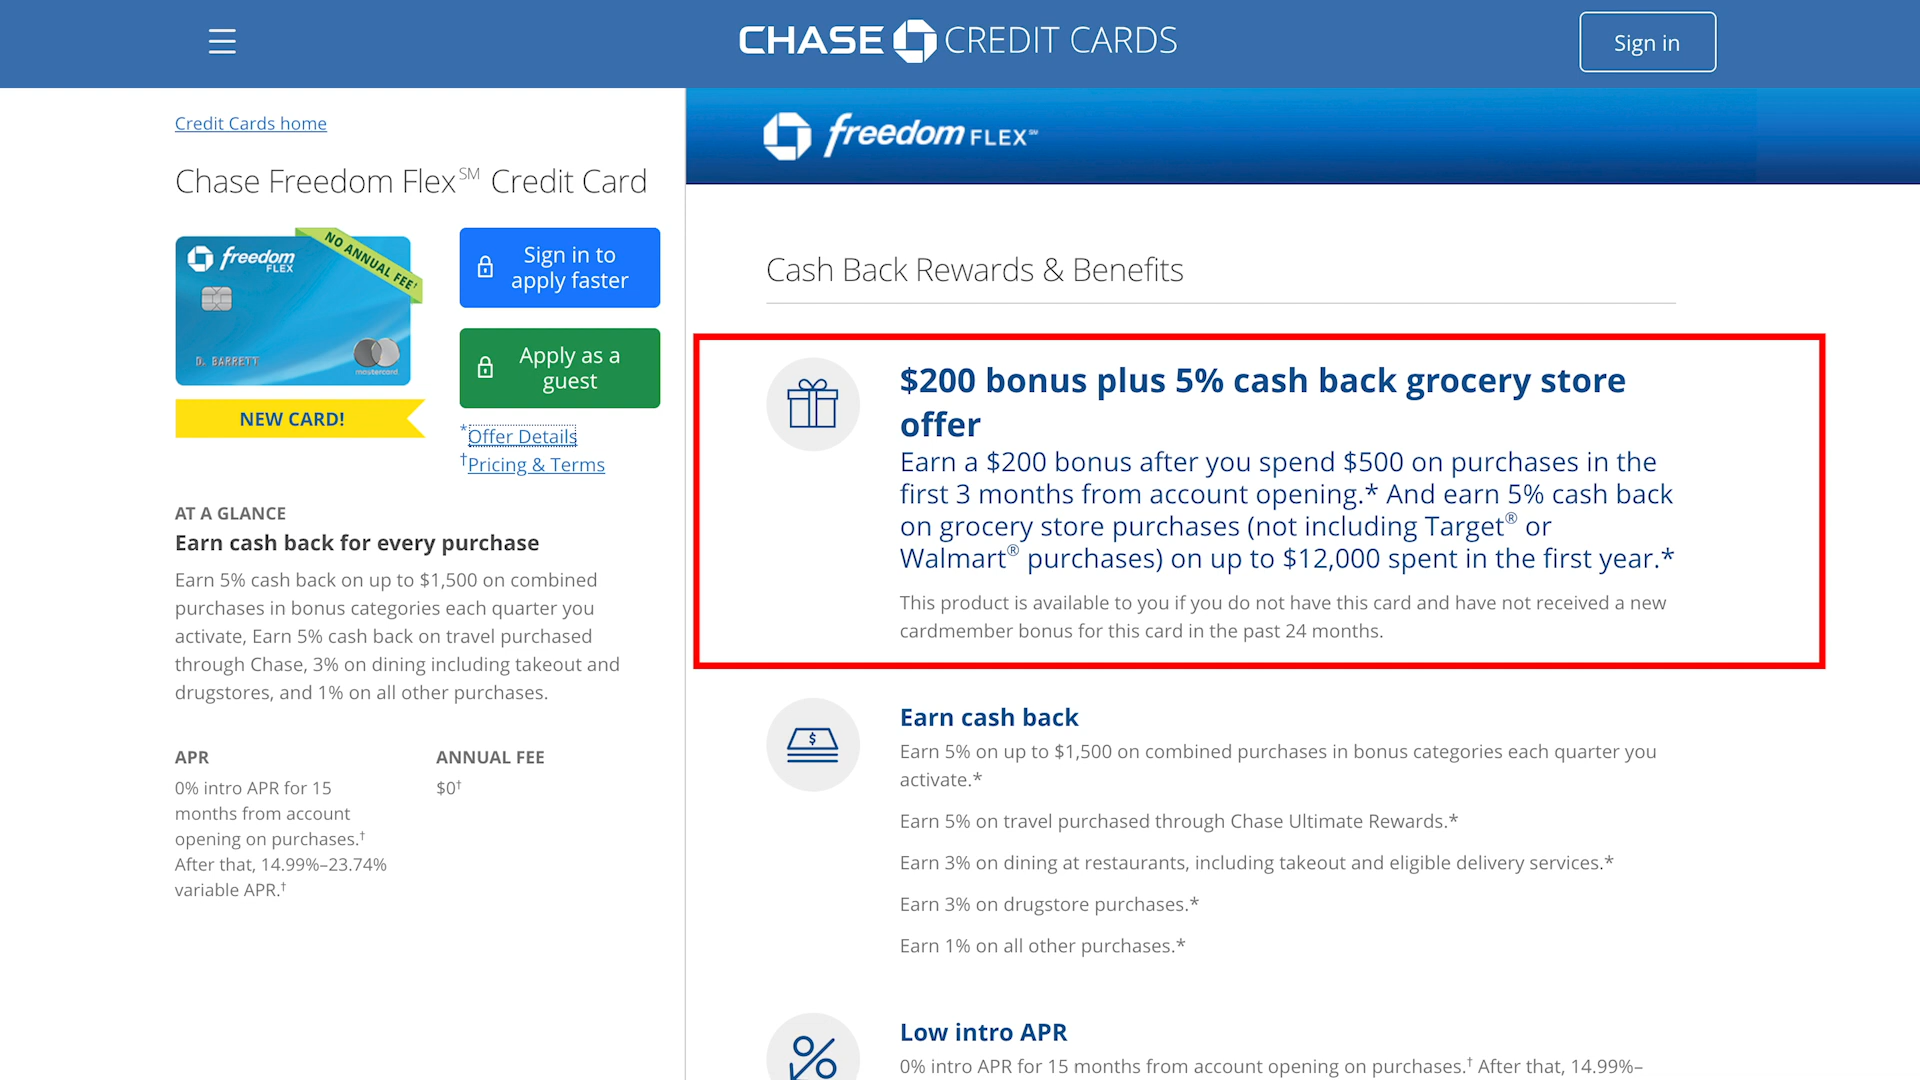 CHASE CREDIT CARDS
Sign in
Credit Cards home
Chase Freedom Flex℠ Credit Card
freedom
FLEX
NO ANNUAL FEE†
D. BARRETT
mastercard
NEW CARD!
Sign in to
apply faster
Apply as a
guest
*Offer Details
†Pricing & Terms
AT A GLANCE
Earn cash back for every purchase
Earn 5% cash back on up to $1,500 on combined
purchases in bonus categories each quarter you
activate, Earn 5% cash back on travel purchased
through Chase, 3% on dining including takeout and
drugstores, and 1% on all other purchases.
APR
0% intro APR for 15
months from account
opening on purchases.†
After that, 14.99%–23.74%
variable APR.†
ANNUAL FEE
$0†
freedom FLEX℠
Cash Back Rewards & Benefits
$200 bonus plus 5% cash back grocery store
offer
Earn a $200 bonus after you spend $500 on purchases in the
first 3 months from account opening.* And earn 5% cash back
on grocery store purchases (not including Target® or
Walmart® purchases) on up to $12,000 spent in the first year.*
This product is available to you if you do not have this card and have not received a new
cardmember bonus for this card in the past 24 months.
Earn cash back
Earn 5% on up to $1,500 on combined purchases in bonus categories each quarter you
activate.*
Earn 5% on travel purchased through Chase Ultimate Rewards.*
Earn 3% on dining at restaurants, including takeout and eligible delivery services.*
Earn 3% on drugstore purchases.*
Earn 1% on all other purchases.*
Low intro APR
0% intro APR for 15 months from account opening on purchases.† After that, 14.99%–